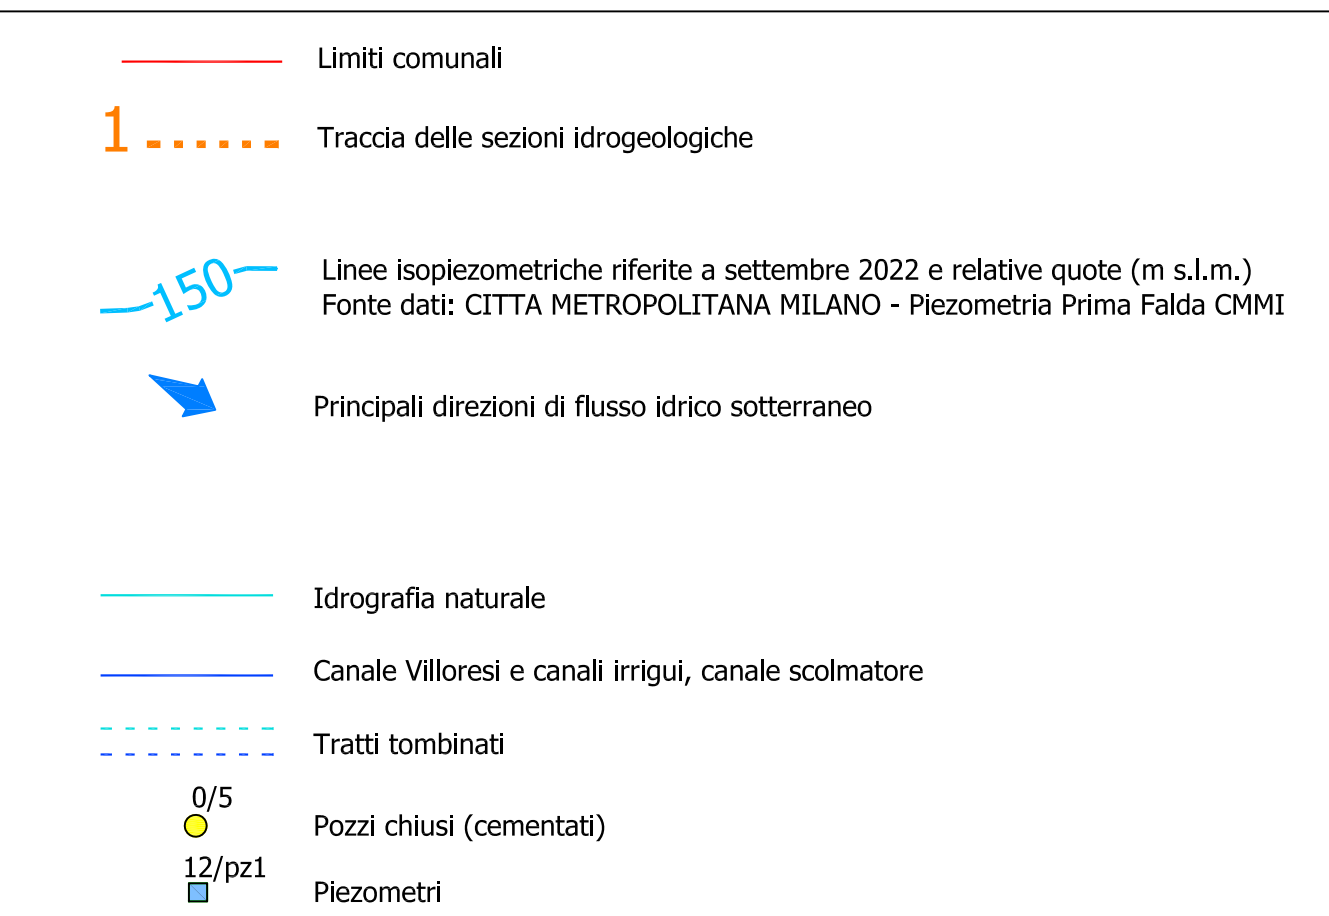 Limiti comunali
1
Traccia delle sezioni idrogeologiche
150
Linee isopiezometriche riferite a settembre 2022 e relative quote (m s.l.m.)
Fonte dati: CITTA METROPOLITANA MILANO - Piezometria Prima Falda CMMI
Principali direzioni di flusso idrico sotterraneo
Idrografia naturale
Canale Villoresi e canali irrigui, canale scolmatore
Tratti tombinati
0/5
Pozzi chiusi (cementati)
12/pz1
Piezometri